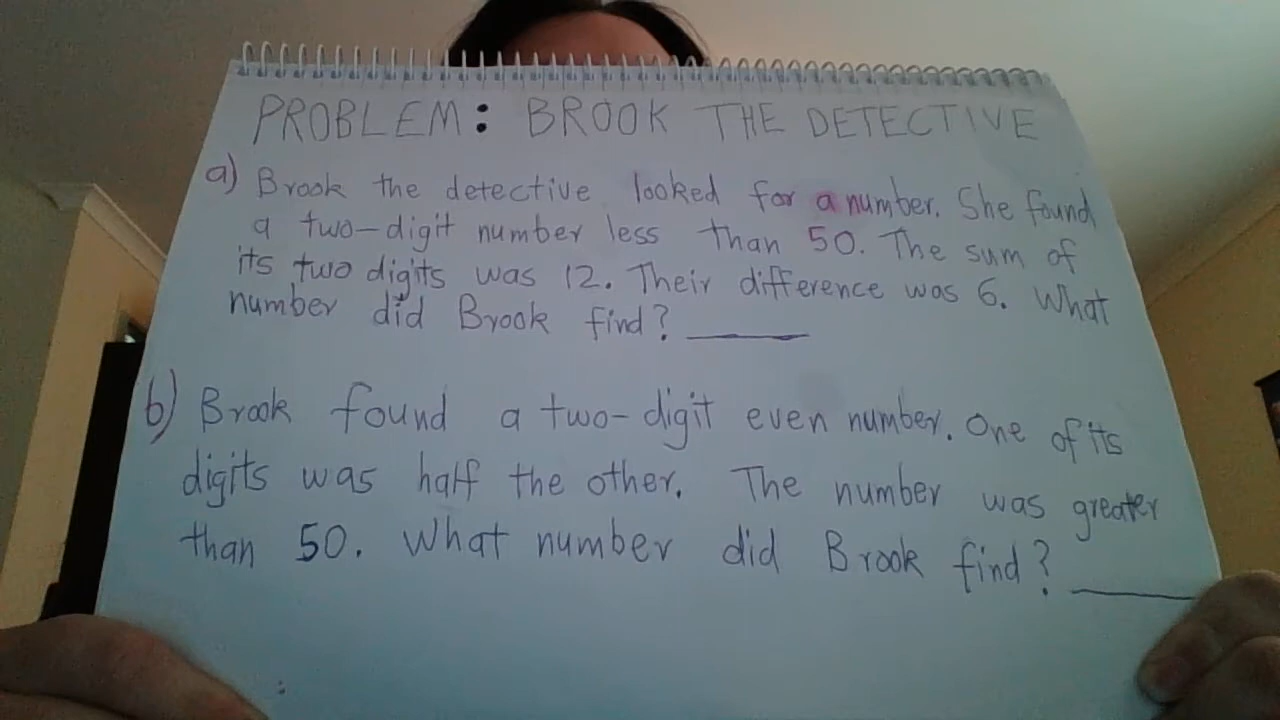 PROBLEM: BROOK THE DETECTIVE
a) Brook the detective looked for a number. She found
a two-digit number less than 50. The sum of
its two digits was 12. Their difference was 6. What
number did Brook find? ______
b) Brook found a two-digit even number. One of its
digits was half the other. The number was greater
than 50. What number did Brook find? ______